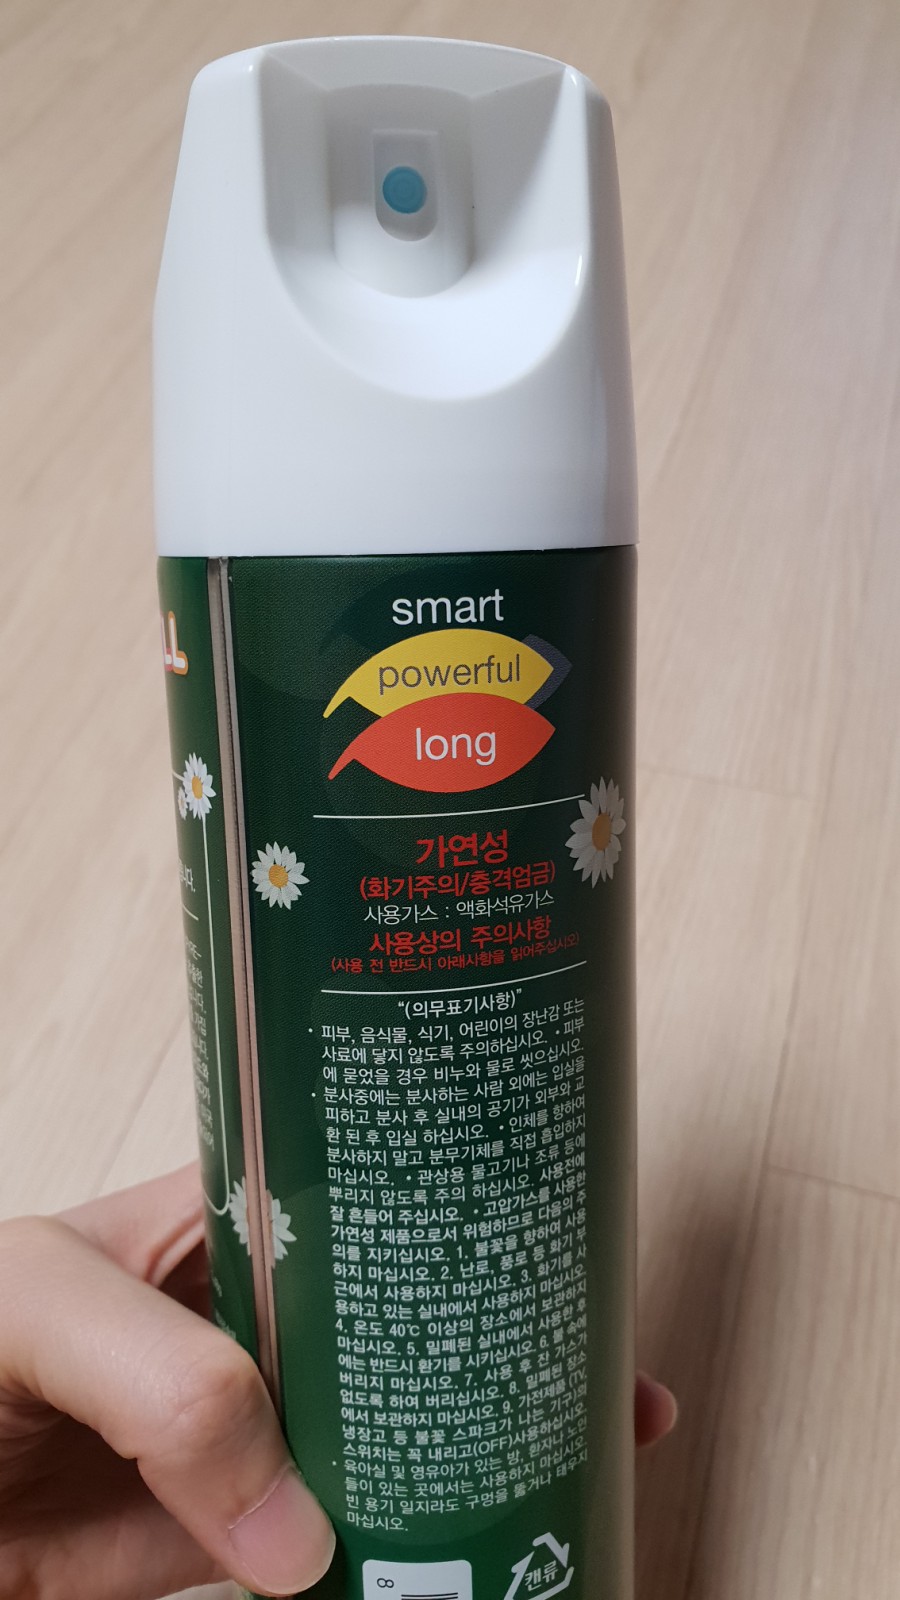 smart
powerful
long
가연성
(화기주의/충격엄금)
사용가스 : 액화석유가스
사용상의 주의사항
(사용 전 반드시 아래사항을 읽어주십시오)
“(의무표기사항)”
• 피부, 음식물, 식기, 어린이의 장난감 또는
사료에 닿지 않도록 주의하십시오. • 피부
에 묻었을 경우 비누와 물로 씻으십시오.
• 분사중에는 분사하는 사람 외에는 입실을
피하고 분사 후 실내의 공기가 외부와 교
환 된 후 입실 하십시오. • 인체를 향하여
분사하지 말고 분무기체를 직접 흡입하지
마십시오. • 관상용 물고기나 조류 등에
뿌리지 않도록 주의 하십시오. 사용전에
잘 흔들어 주십시오. • 고압가스를 사용한
가연성 제품으로서 위험하므로 다음의 주
의를 지키십시오. 1. 불꽃을 향하여 사용
하지 마십시오. 2. 난로, 풍로 등 화기 부
근에서 사용하지 마십시오. 3. 화기를 사
용하고 있는 실내에서 사용하지 마십시오.
4. 온도 40℃ 이상의 장소에서 보관하지
마십시오. 5. 밀폐된 실내에서 사용한 후
에는 반드시 환기를 시키십시오. 6. 불 속에
버리지 마십시오. 7. 사용 후 잔 가스가
없도록 하여 버리십시오. 8. 밀폐된 장소
에서 보관하지 마십시오. 9. 가전제품(TV,
냉장고 등 불꽃 스파크가 나는 기구)의
스위치는 꼭 내리고(OFF)사용하십시오.
• 육아실 및 영유아가 있는 방, 환자나 노인
들이 있는 곳에서는 사용하지 마십시오.
빈 용기 일지라도 구멍을 뚫거나 태우지
마십시오.
캔류
8